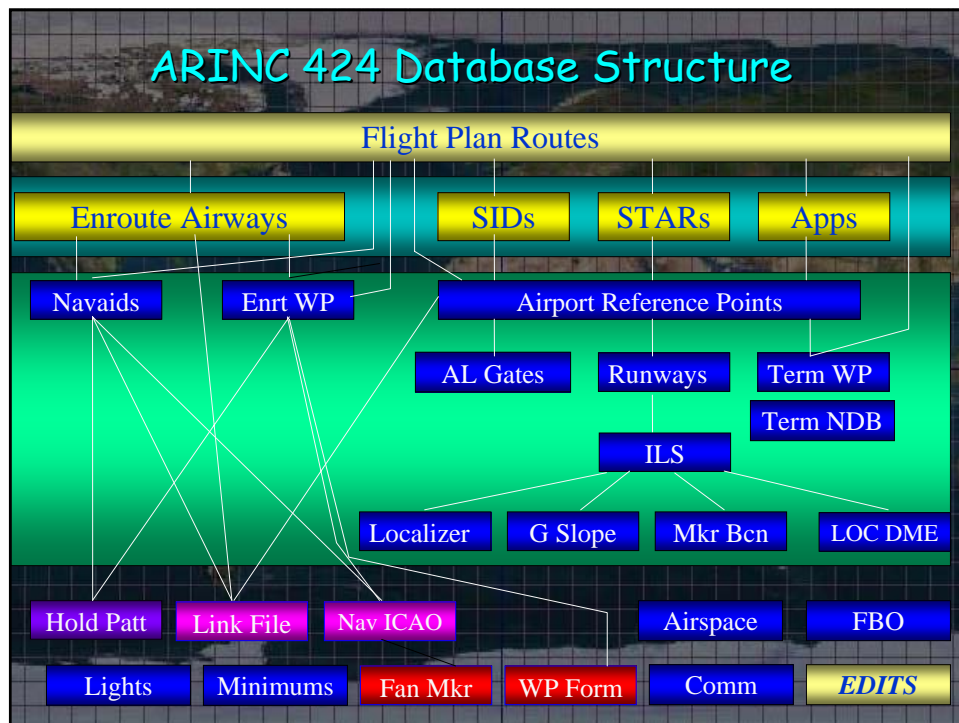 ARINC 424 Database Structure
Flight Plan Routes
Enroute Airways
SIDs
STARs
Apps
Navaids
Enrt WP
Airport Reference Points
AL Gates
Runways
Term WP
Term NDB
ILS
Localizer
G Slope
Mkr Bcn
LOC DME
Hold Patt
Link File
Nav ICAO
Airspace
FBO
Lights
Minimums
Fan Mkr
WP Form
Comm
EDITS